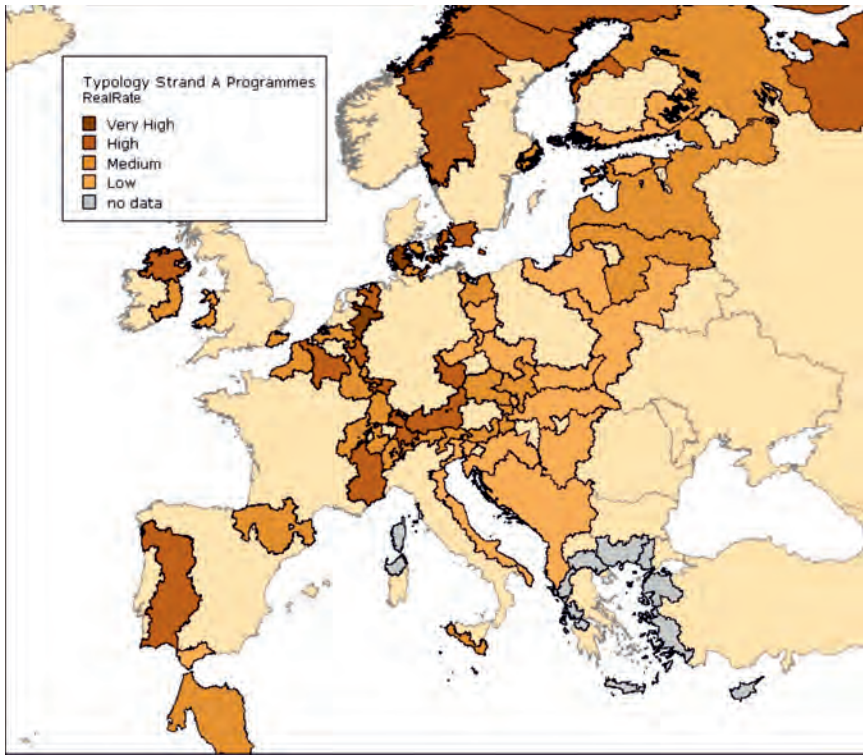 Typology Strand A Programmes
RealRate
Very High
High
Medium
Low
no data